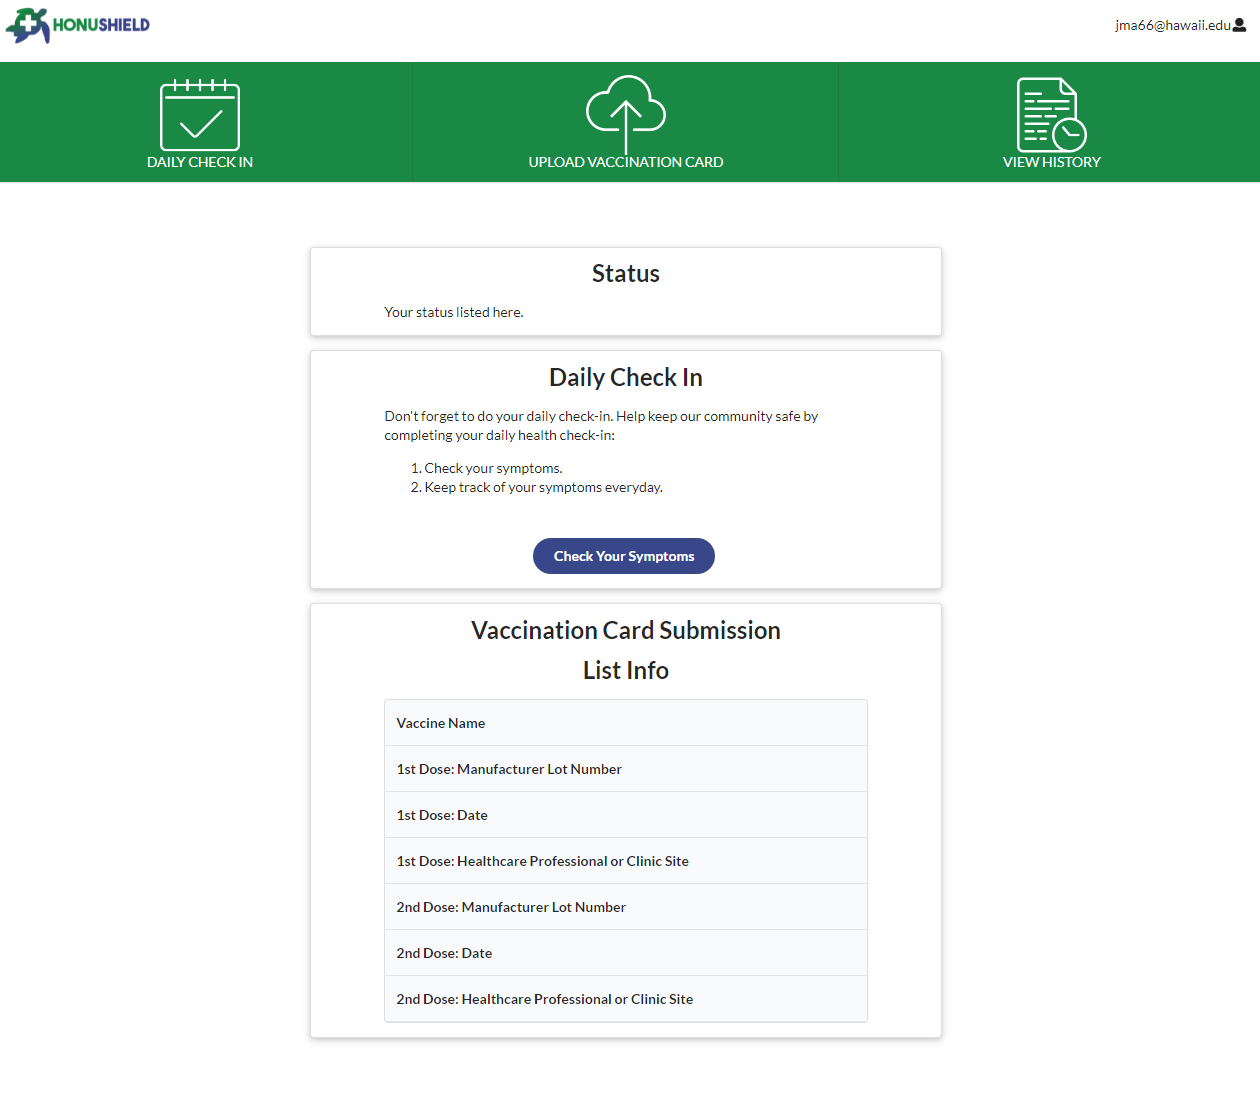 HONUSHIELD
jma66@hawaii.edu
DAILY CHECK IN
UPLOAD VACCINATION CARD
VIEW HISTORY
Status
Your status listed here.
Daily Check In
Don't forget to do your daily check-in. Help keep our community safe by
completing your daily health check-in:
1. Check your symptoms.
2. Keep track of your symptoms everyday.
Check Your Symptoms
Vaccination Card Submission
List Info
Vaccine Name
1st Dose: Manufacturer Lot Number
1st Dose: Date
1st Dose: Healthcare Professional or Clinic Site
2nd Dose: Manufacturer Lot Number
2nd Dose: Date
2nd Dose: Healthcare Professional or Clinic Site